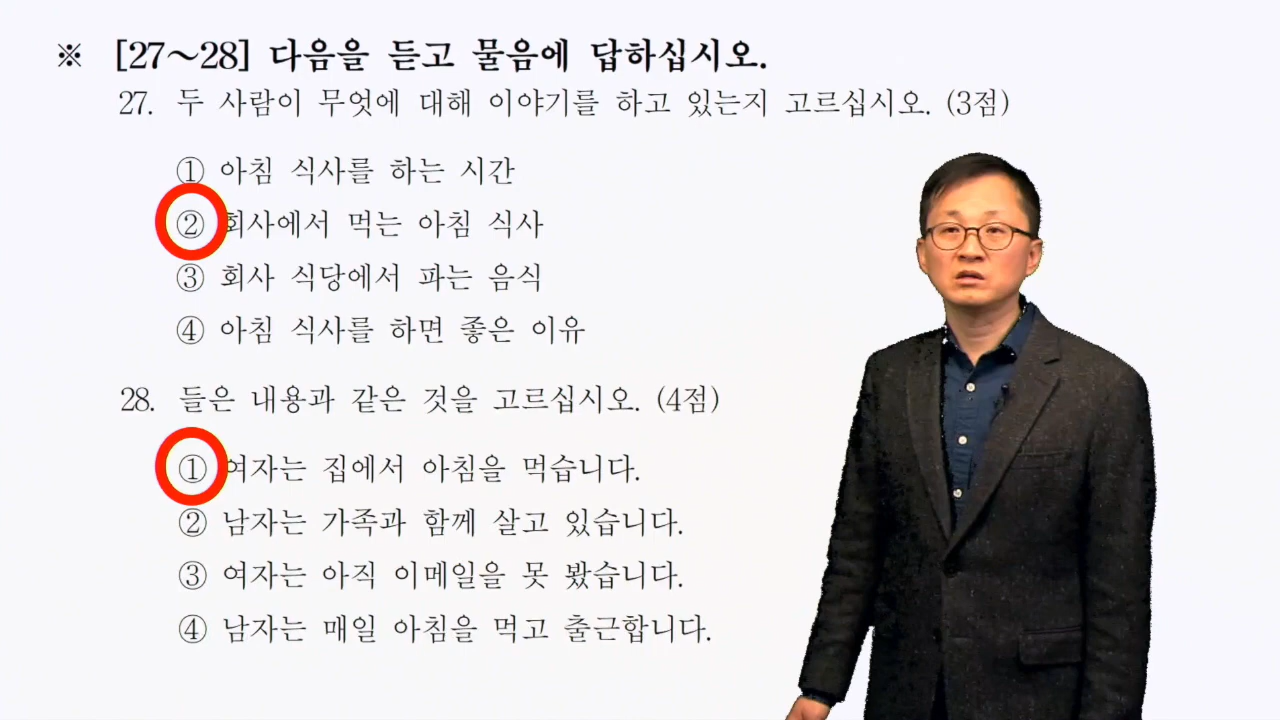 ※ [27～28] 다음을 듣고 물음에 답하십시오.
27. 두 사람이 무엇에 대해 이야기를 하고 있는지 고르십시오. (3점)
① 아침 식사를 하는 시간
② 회사에서 먹는 아침 식사
③ 회사 식당에서 파는 음식
④ 아침 식사를 하면 좋은 이유
28. 들은 내용과 같은 것을 고르십시오. (4점)
① 여자는 집에서 아침을 먹습니다.
② 남자는 가족과 함께 살고 있습니다.
③ 여자는 아직 이메일을 못 봤습니다.
④ 남자는 매일 아침을 먹고 출근합니다.